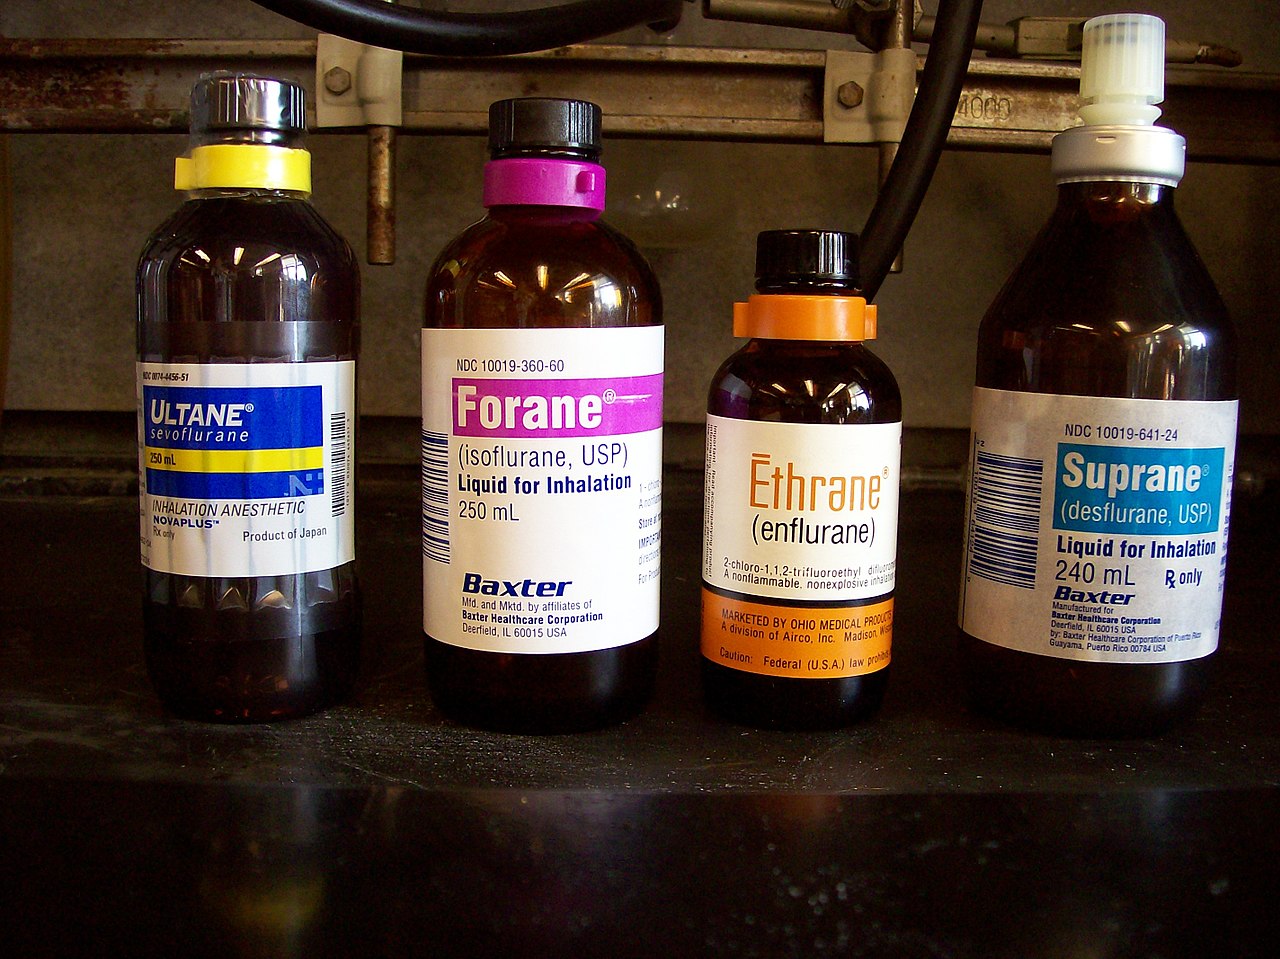 4000
NDC 0074-4456-51
ULTANE®
sevoflurane
250 mL
INHALATION ANESTHETIC
NOVAPLUS™
Rx only
Product of Japan
NDC 10019-360-60
Forane®
(isoflurane, USP)
Liquid for Inhalation
250 mL
Baxter
Mfd. and Mktd. by affiliates of
Baxter Healthcare Corporation
Deerfield, IL 60015 USA
Ēthrane®
(enflurane)
2-chloro-1,1,2-trifluoroethyl
A nonflammable, nonexplosive
MARKETED BY OHIO MEDICAL PRODUCTS
A division of Airco, Inc. Madison,
Caution: Federal (U.S.A.) law
NDC 10019-641-24
Suprane®
(desflurane, USP)
Liquid for Inhalation
240 mL ℞ only
Baxter
Manufactured for
Baxter Healthcare Corporation
Deerfield, IL 60015 USA
by: Baxter Healthcare Corporation of Puerto Rico
Guayama, Puerto Rico 00784 USA